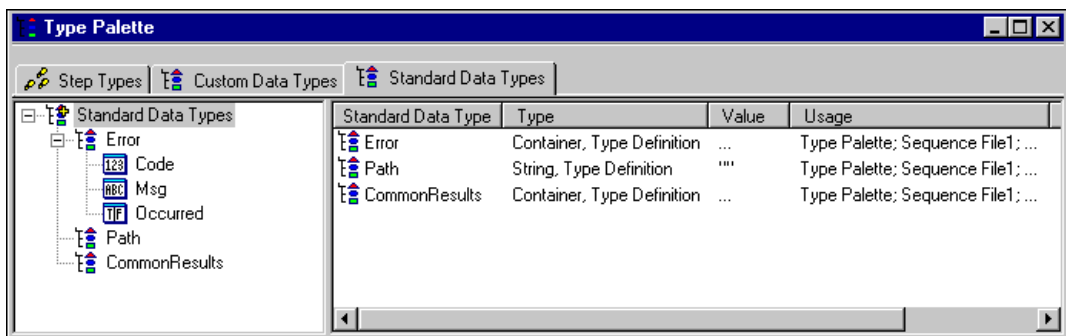 Type Palette
Step Types Custom Data Types Standard Data Types
Standard Data Types
Error
123 Code
ABC Msg
T|F Occurred
Path
CommonResults
Standard Data Type Type Value Usage
Error Container, Type Definition ... Type Palette; Sequence File1; ...
Path String, Type Definition "" Type Palette; Sequence File1; ...
CommonResults Container, Type Definition ... Type Palette; Sequence File1; ...